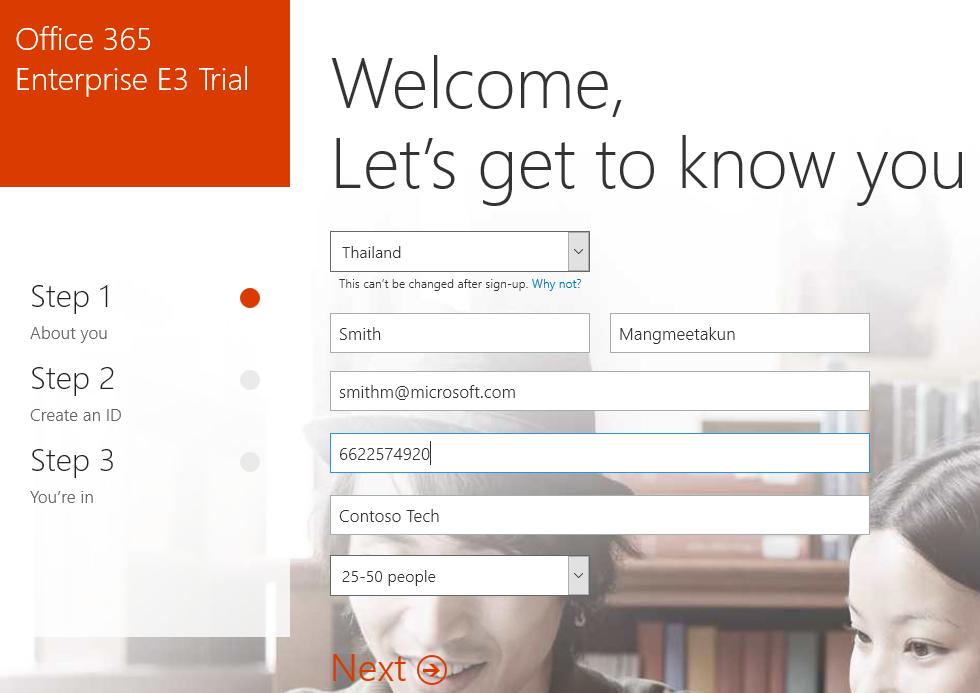 Office 365
Enterprise E3 Trial
Welcome,
Let's get to know you
Thailand
This can't be changed after sign-up. Why not?
Smith
Mangmeetakun
smithm@microsoft.com
6622574920
Contoso Tech
25-50 people
Next
Step 1
About you
Step 2
Create an ID
Step 3
You're in